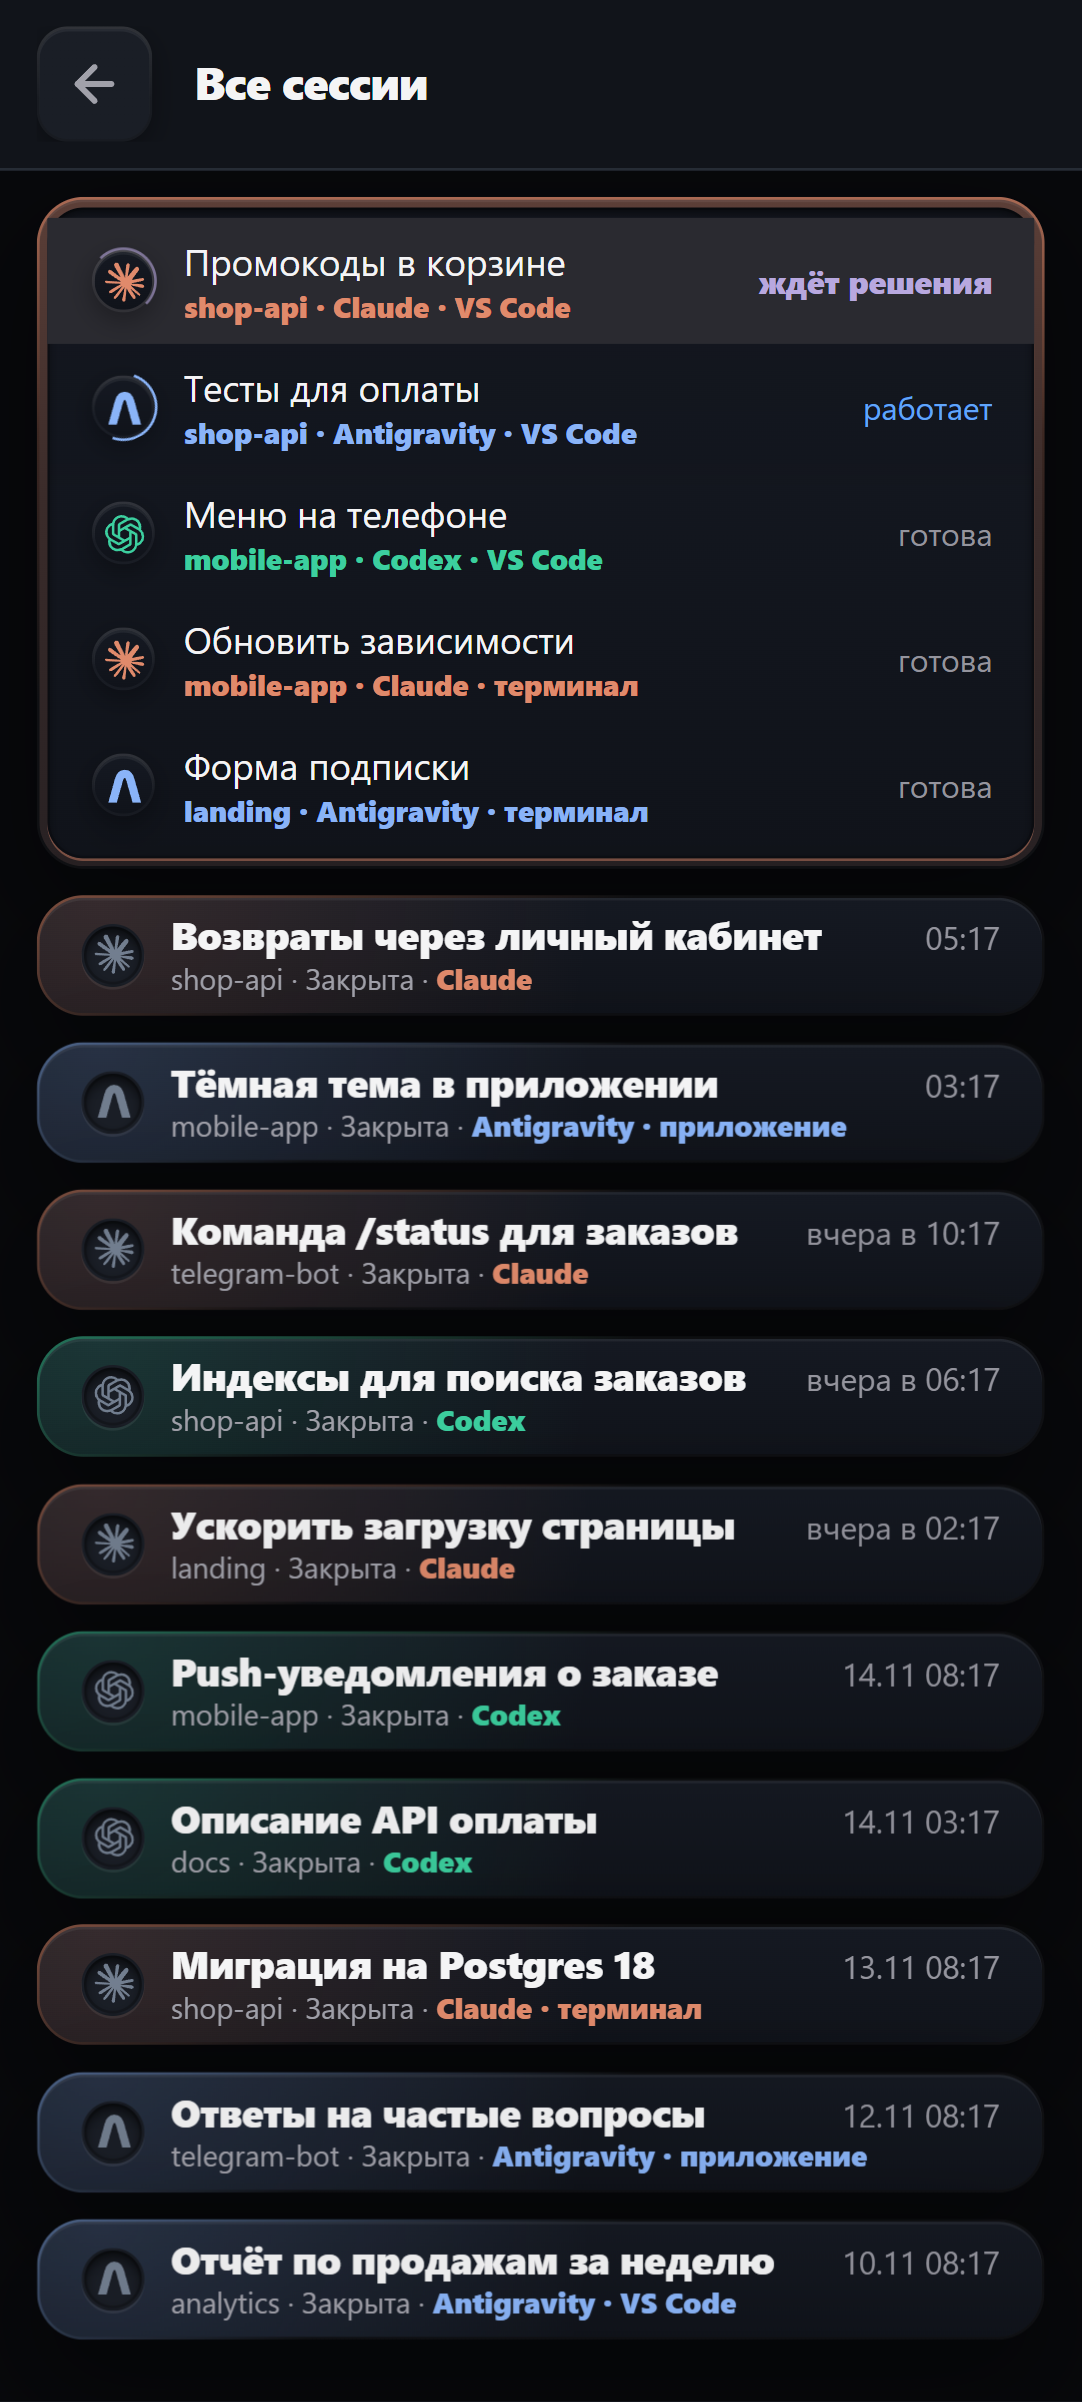 Все сессии
Промокоды в корзине
ждёт решения
shop-api · Claude · VS Code
Тесты для оплаты
работает
shop-api · Antigravity · VS Code
Меню на телефоне
готова
mobile-app · Codex · VS Code
Обновить зависимости
готова
mobile-app · Claude · терминал
Форма подписки
готова
landing · Antigravity · терминал
Возвраты через личный кабинет 05:17
shop-api · Закрыта · Claude
Тёмная тема в приложении 03:17
mobile-app · Закрыта · Antigravity · приложение
Команда /status для заказов вчера в 10:17
telegram-bot · Закрыта · Claude
Индексы для поиска заказов вчера в 06:17
shop-api · Закрыта · Codex
Ускорить загрузку страницы вчера в 02:17
landing · Закрыта · Claude
Push-уведомления о заказе 14.11 08:17
mobile-app · Закрыта · Codex
Описание API оплаты 14.11 03:17
docs · Закрыта · Codex
Миграция на Postgres 18 13.11 08:17
shop-api · Закрыта · Claude · терминал
Ответы на частые вопросы 12.11 08:17
telegram-bot · Закрыта · Antigravity · приложение
Отчёт по продажам за неделю 10.11 08:17
analytics · Закрыта · Antigravity · VS Code